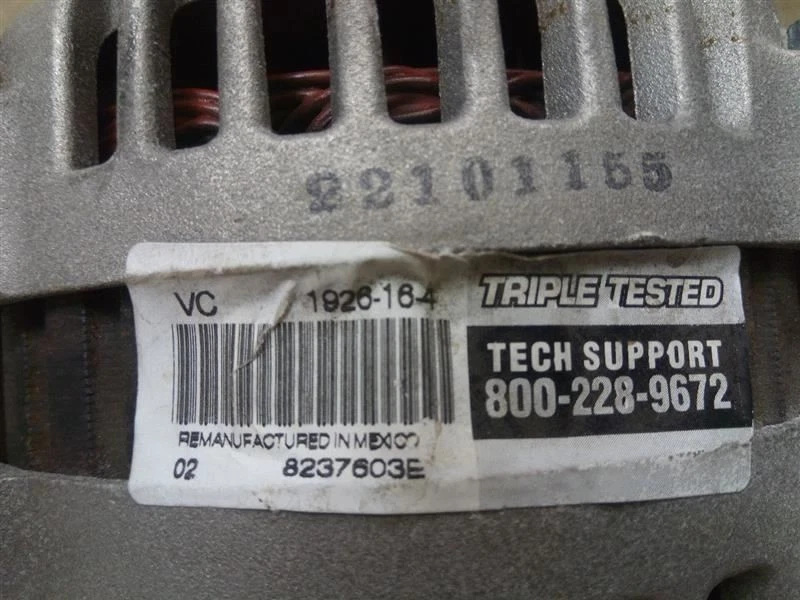 22101155
VC 1926-16-4
TRIPLE TESTED
TECH SUPPORT
800-228-9672
REMANUFACTURED IN MEXICO
02 8237603E